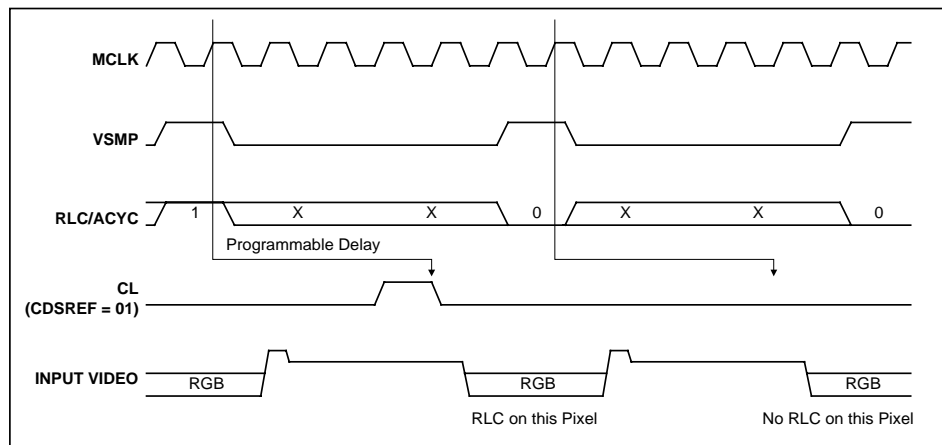 MCLK
VSMP
RLC/ACYC
1 X X 0 X X 0
Programmable Delay
CL
(CDSREF = 01)
INPUT VIDEO
RGB RGB RGB
RLC on this Pixel No RLC on this Pixel